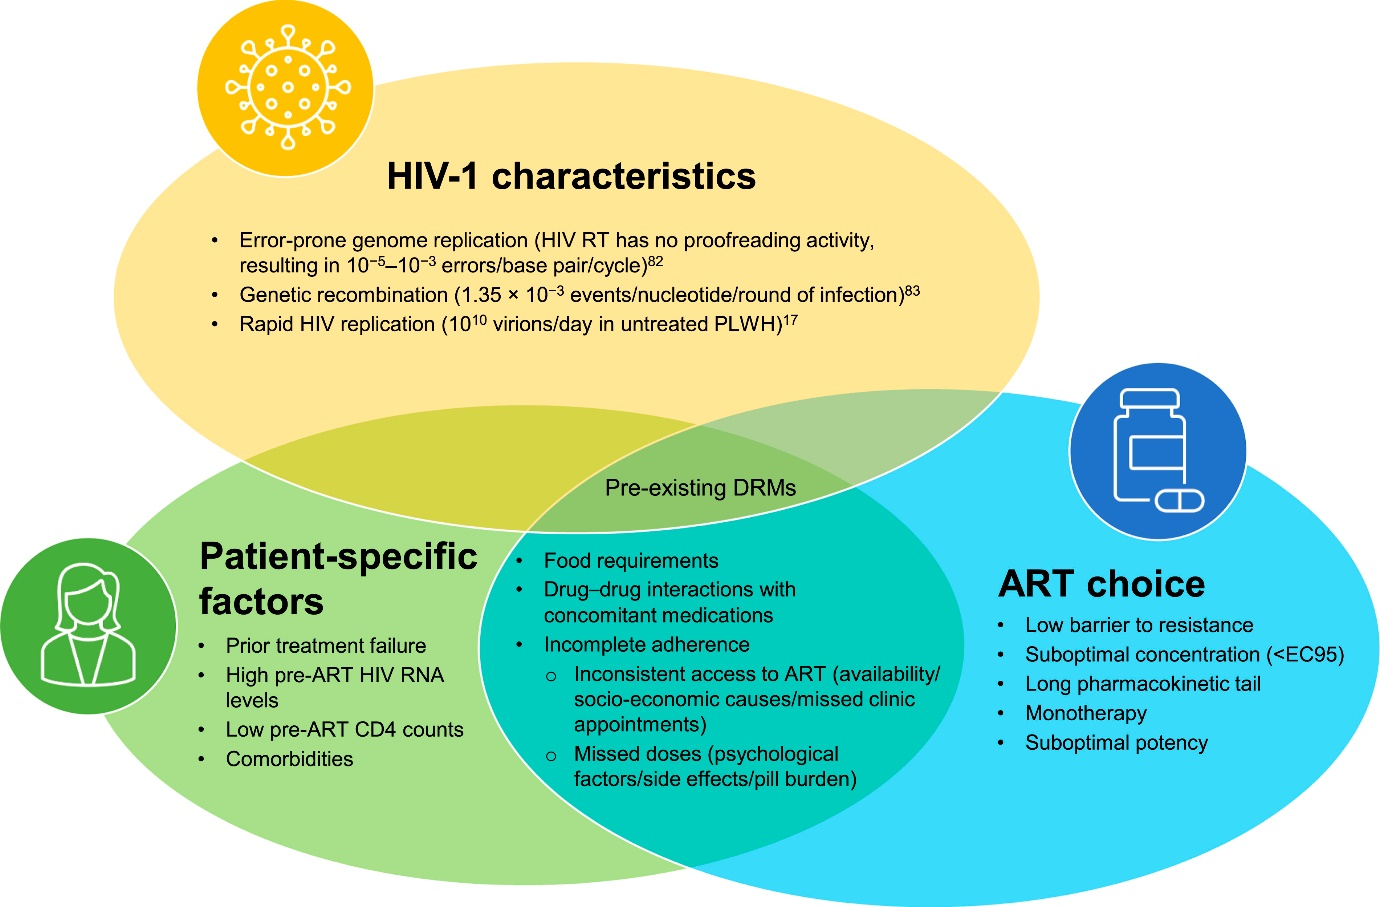 HIV-1 characteristics
• Error-prone genome replication (HIV RT has no proofreading activity,
resulting in 10⁻⁵–10⁻³ errors/base pair/cycle)⁸²
• Genetic recombination (1.35 × 10⁻³ events/nucleotide/round of infection)⁸³
• Rapid HIV replication (10¹⁰ virions/day in untreated PLWH)¹⁷
Pre-existing DRMs
Patient-specific
factors
• Prior treatment failure
• High pre-ART HIV RNA
levels
• Low pre-ART CD4 counts
• Comorbidities
• Food requirements
• Drug–drug interactions with
concomitant medications
• Incomplete adherence
○ Inconsistent access to ART (availability/
socio-economic causes/missed clinic
appointments)
○ Missed doses (psychological
factors/side effects/pill burden)
ART choice
• Low barrier to resistance
• Suboptimal concentration (<EC95)
• Long pharmacokinetic tail
• Monotherapy
• Suboptimal potency